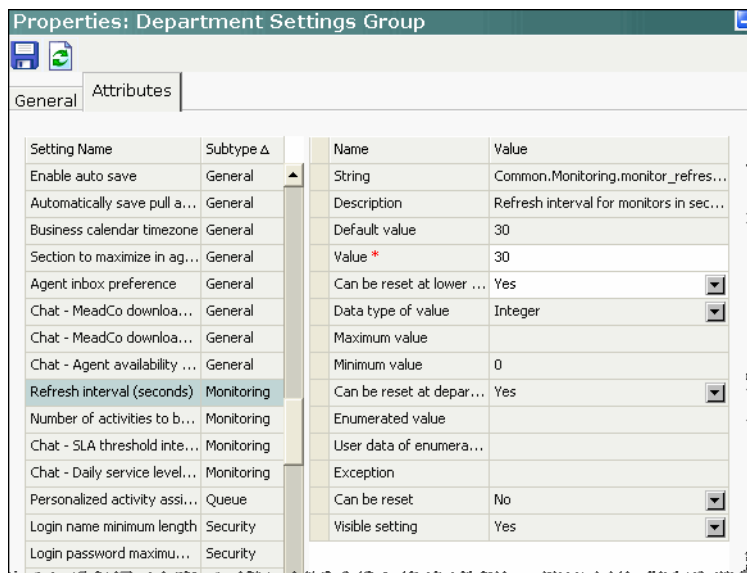 Properties: Department Settings Group
General Attributes
Setting Name Subtype Δ
Enable auto save General
Automatically save pull a... General
Business calendar timezone General
Section to maximize in ag... General
Agent inbox preference General
Chat - MeadCo downloa... General
Chat - MeadCo downloa... General
Chat - Agent availability ... General
Refresh interval (seconds) Monitoring
Number of activities to b... Monitoring
Chat - SLA threshold inte... Monitoring
Chat - Daily service level... Monitoring
Personalized activity assi... Queue
Login name minimum length Security
Login password maximu... Security
Name Value
String Common.Monitoring.monitor_refres...
Description Refresh interval for monitors in sec...
Default value 30
Value * 30
Can be reset at lower ... Yes
Data type of value Integer
Maximum value
Minimum value 0
Can be reset at depar... Yes
Enumerated value
User data of enumera...
Exception
Can be reset No
Visible setting Yes